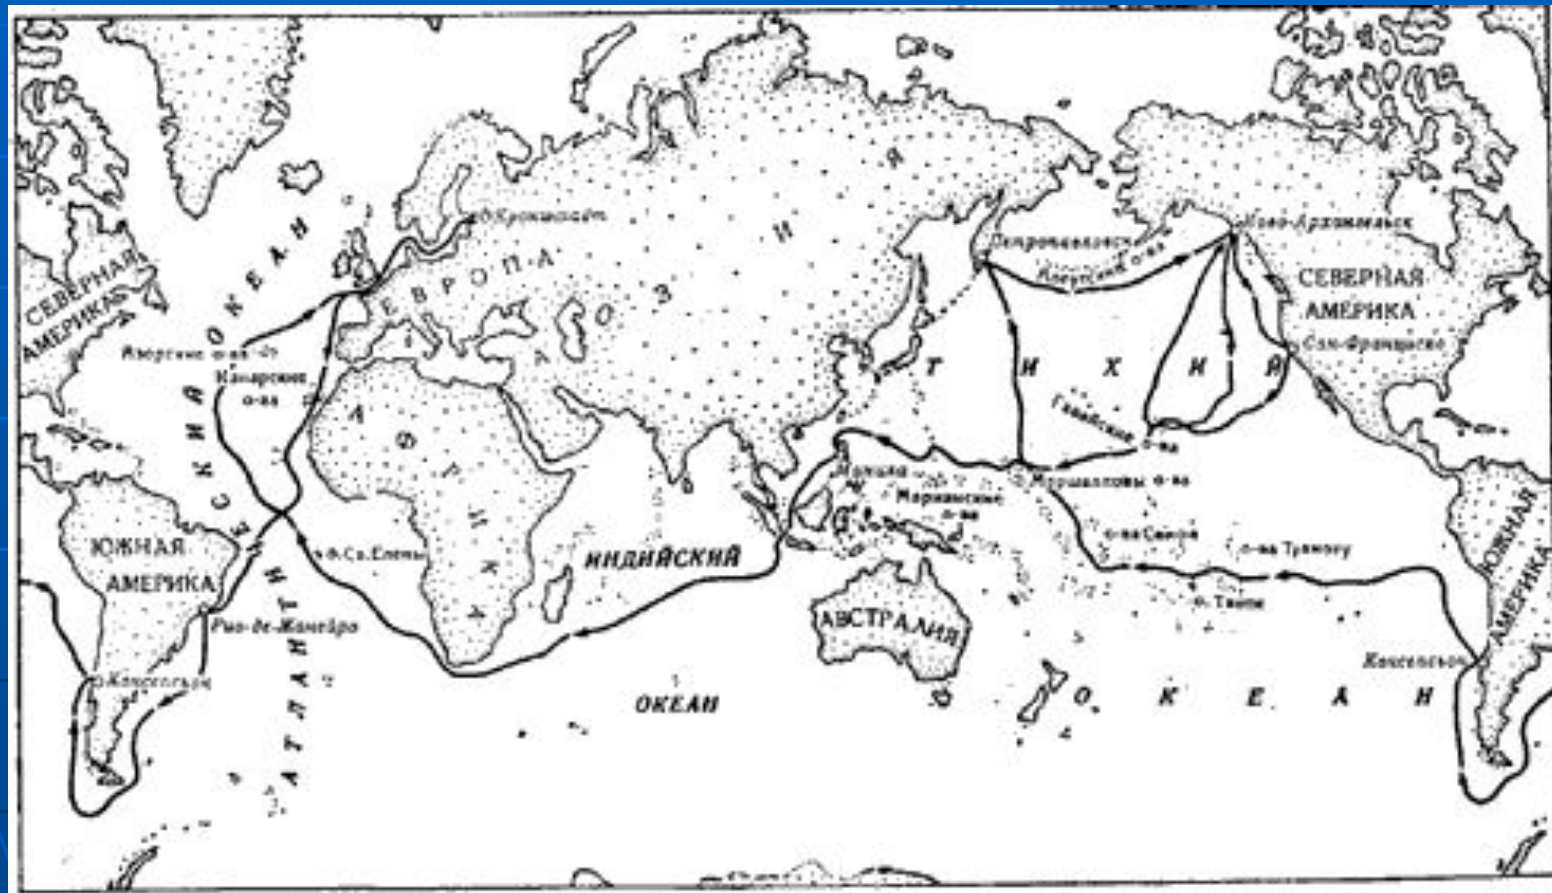 о. Кронштадт
Петропавловск
Ново-Архангельск
Алеутские о-ва
СЕВЕРНАЯ
АМЕРИКА
СЕВЕРНАЯ
АМЕРИКА
ЕВРОПА
АЗИЯ
Сан-Франциско
Азорские о-ва
Канарские
о-ва
АФРИКА
ТИХИЙ
Гавайские о-ва
Манила
Марианские
о-ва
Маршалловы о-ва
о-ва Самоа
о-ва Туамоту
о. Таити
ЮЖНАЯ
АМЕРИКА
ЮЖНАЯ
АМЕРИКА
о. Св. Елены
ИНДИЙСКИЙ
ОКЕАН
АВСТРАЛИЯ
Рио-де-Жанейро
Консепсьон
Консепсьон
ОКЕАН
АТЛАНТИЧЕСКИЙ
ОКЕАН